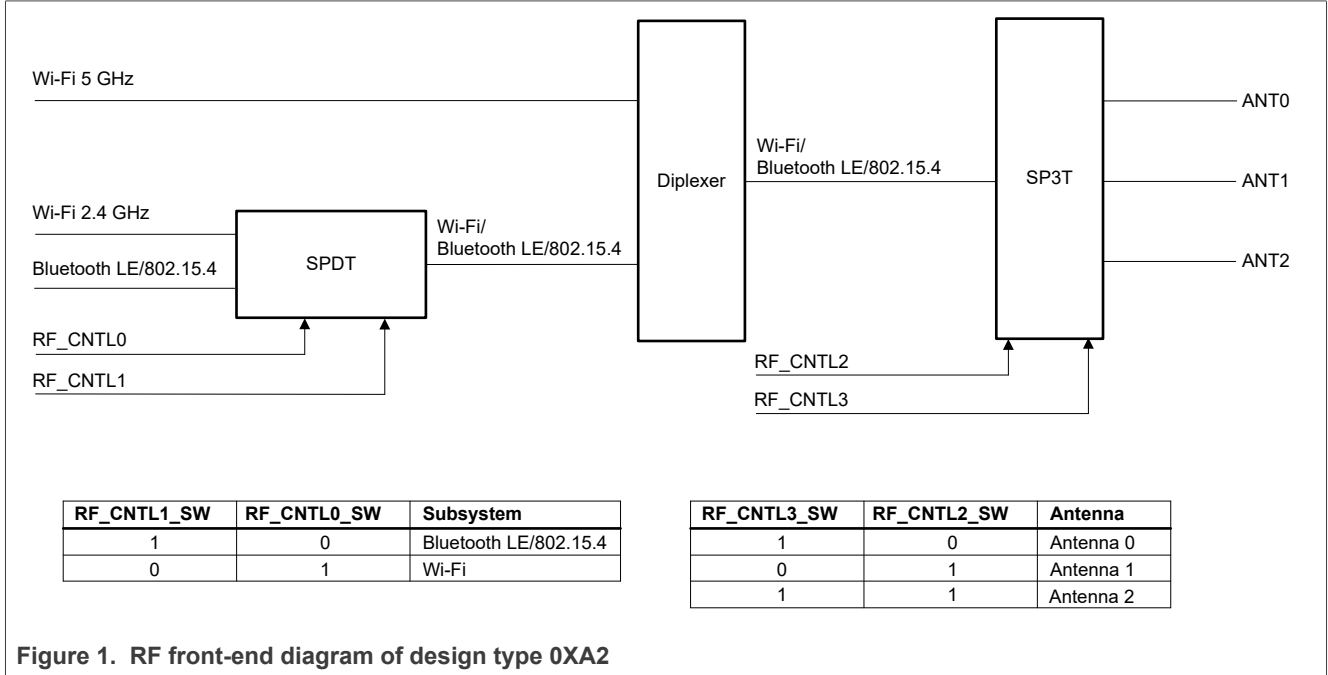 Wi-Fi 5 GHz
Wi-Fi 2.4 GHz
Bluetooth LE/802.15.4
RF_CNTL0
RF_CNTL1
SPDT
Wi-Fi/
Bluetooth LE/802.15.4
Diplexer
Wi-Fi/
Bluetooth LE/802.15.4
RF_CNTL2
RF_CNTL3
SP3T
ANT0
ANT1
ANT2
RF_CNTL1_SW RF_CNTL0_SW Subsystem
1 0 Bluetooth LE/802.15.4
0 1 Wi-Fi
RF_CNTL3_SW RF_CNTL2_SW Antenna
1 0 Antenna 0
0 1 Antenna 1
1 1 Antenna 2
Figure 1. RF front-end diagram of design type 0XA2